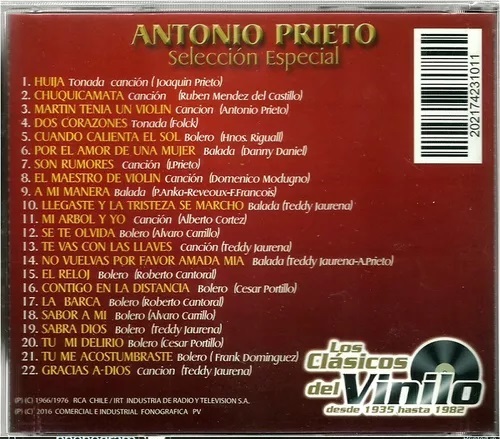 ANTONIO PRIETO
Selección Especial
1. HUIJA Tonada canción ( Joaquin Prieto)
2. CHUQUICAMATA Canción (Ruben Mendez del Castillo)
3. MARTIN TENIA UN VIOLIN Cancion (Antonio Prieto)
4. DOS CORAZONES Tonada (Folck)
5. CUANDO CALIENTA EL SOL Bolero (Hnos. Riguall)
6. POR EL AMOR DE UNA MUJER Balada (Danny Daniel)
7. SON RUMORES Canción (J.Prieto)
8. EL MAESTRO DE VIOLIN Canción (Domenico Modugno)
9. A MI MANERA Balada (P.Anka-Reveoux-F.Francois)
10. LLEGASTE Y LA TRISTEZA SE MARCHO Balada (Teddy Jaurena)
11. MI ARBOL Y YO Canción (Alberto Cortez)
12. SE TE OLVIDA Bolero (Alvaro Carrillo)
13. TE VAS CON LAS LLAVES Canción (Teddy Jaurena)
14. NO VUELVAS POR FAVOR AMADA MIA Balada (Teddy Jaurena-A.Prieto)
15. EL RELOJ Bolero (Roberto Cantoral)
16. CONTIGO EN LA DISTANCIA Bolero (Cesar Portillo)
17. LA BARCA Bolero (Roberto Cantoral)
18. SABOR A MI Bolero (Alvaro Carrillo)
19. SABRA DIOS Bolero (Teddy Jaurena)
20. TU MI DELIRIO Bolero (Cesar Portillo)
21. TU ME ACOSTUMBRASTE Bolero ( Frank Dominguez)
22. GRACIAS A-DIOS Cancion (Teddy Jaurena)
(P) (C) 1966/1976 RCA CHILE / IRT INDUSTRIA DE RADIO Y TELEVISION S.A.
(P) (C) 2016 COMERCIAL E INDUSTRIAL FONOGRAFICA PV
202174231011
Los
Clásicos
del Vinilo
desde 1935 hasta 1982